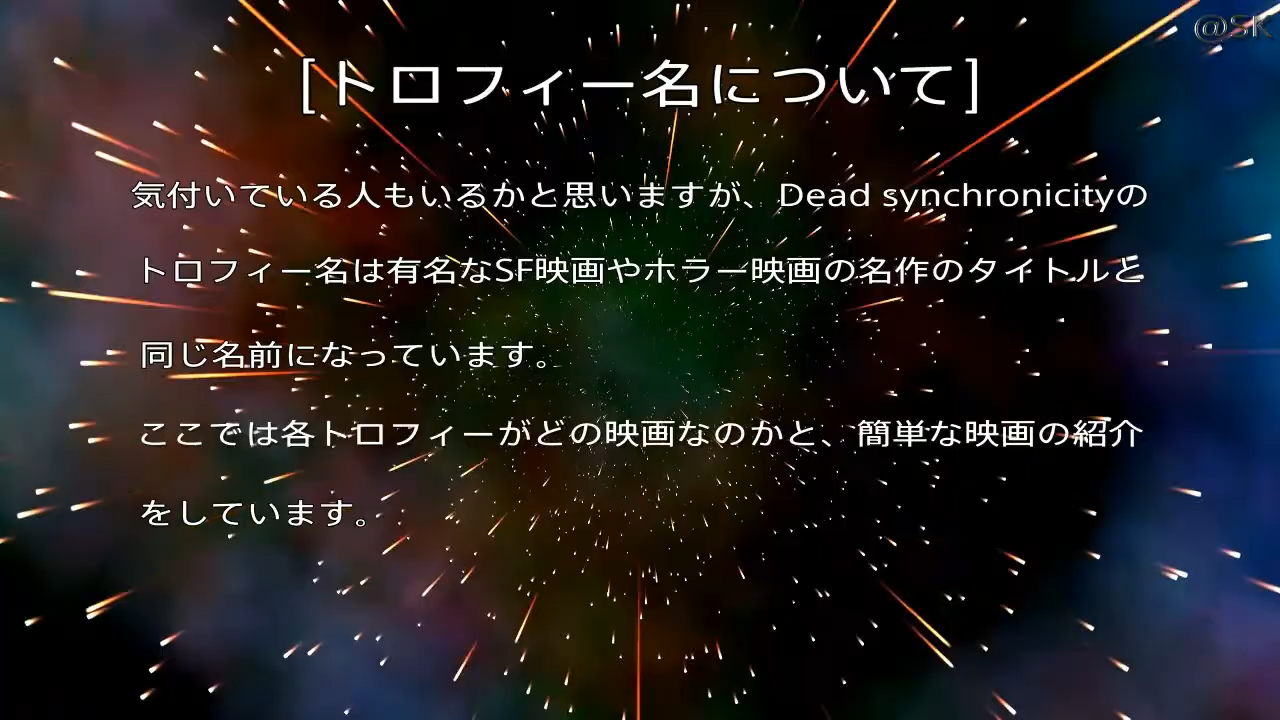 @SK
[トロフィー名について]
気付いている人もいるかと思いますが、Dead synchronicityの
トロフィー名は有名なSF映画やホラー映画の名作のタイトルと
同じ名前になっています。
ここでは各トロフィーがどの映画なのかと、簡単な映画の紹介
をしています。